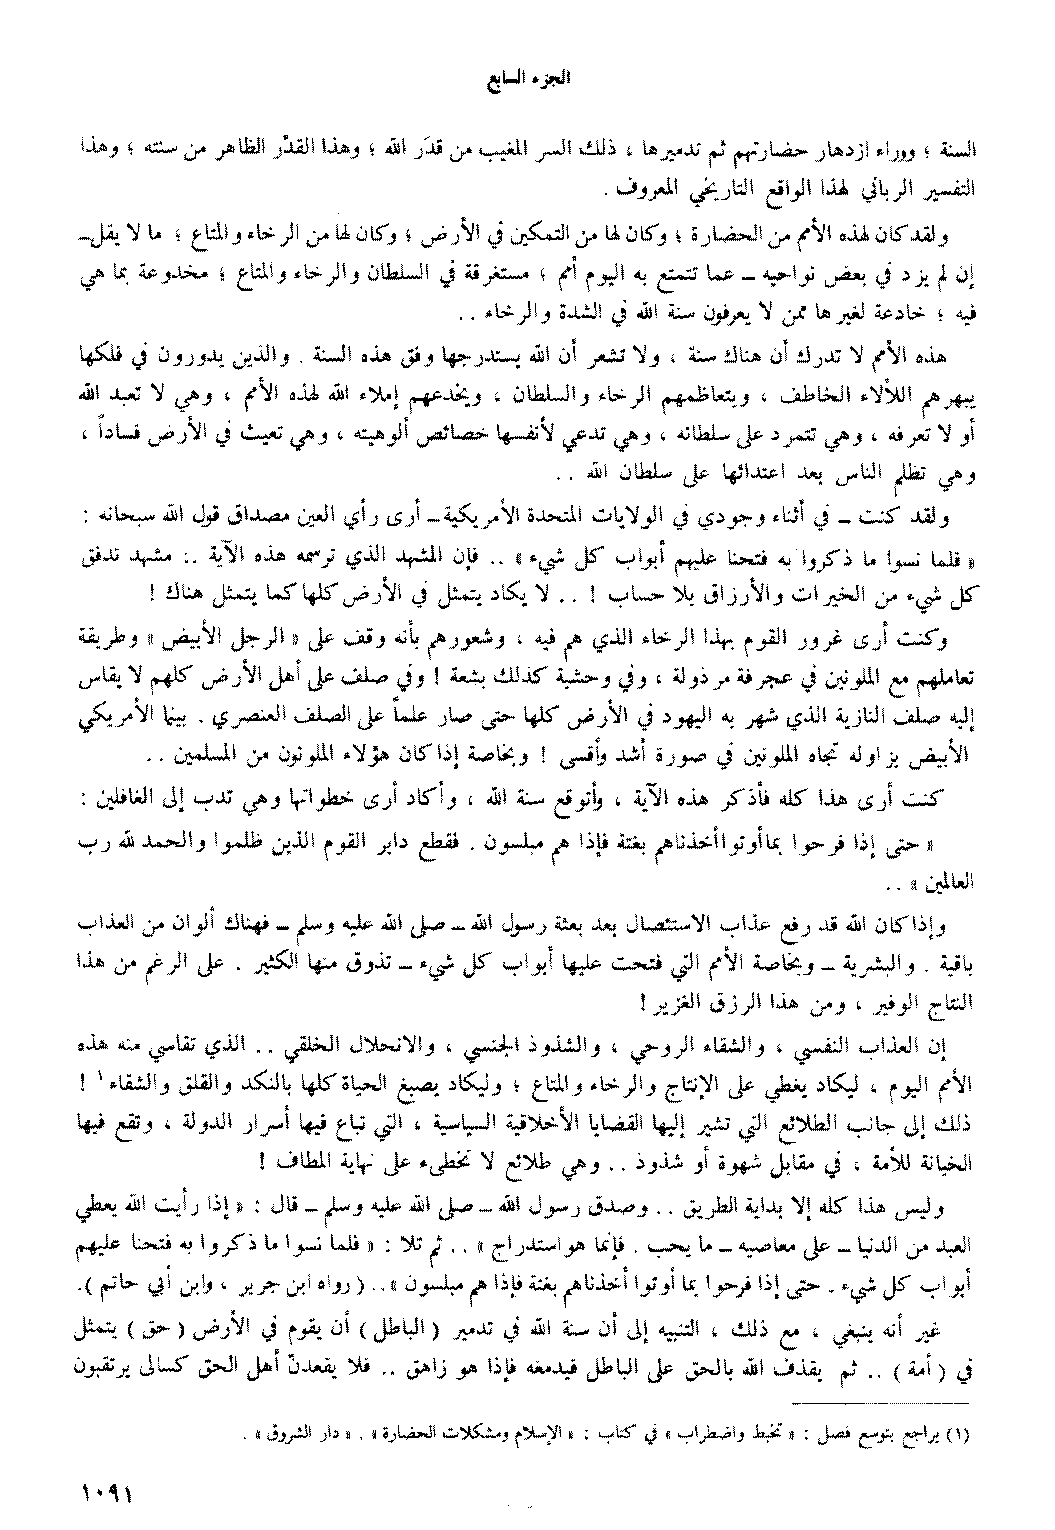 الجزء السابع
السنة ؛ ووراء ازدهار حضارتهم ثم تدميرها ، ذلك السر المغيب من قدَر الله ؛ وهذا القدَر الظاهر من سنته ؛ وهذا
التفسير الرباني لهذا الواقع التاريخي المعروف .
ولقد كان لهذه الأمم من الحضارة ؛ وكان لها من التمكين في الأرض ؛ وكان لها من الرخاء والمتاع ؛ ما لا يقل –
إن لم يزد في بعض نواحيه – عما تتمتع به اليوم أمم ؛ مستغرقة في السلطان والرخاء والمتاع ؛ مخدوعة بما هي
فيه ؛ خادعة لغيرها ممن لا يعرفون سنة الله في الشدة والرخاء ..
هذه الأمم لا تدرك أن هناك سنة ، ولا تشعر أن الله يستدرجها وفق هذه السنة . والذين يدورون في فلكها
يبهرهم اللألاء الخاطف ، ويتعاظمهم الرخاء والسلطان ، ويخدعهم إملاء الله لهذه الأمم ، وهي لا تعبد الله
أو لا تعرفه ، وهي تتمرد على سلطانه ، وهي تدعي لأنفسها خصائص ألوهيته ، وهي تعيث في الأرض فساداً ،
وهي تظلم الناس بعد اعتدائها على سلطان الله ..
ولقد كنت – في أثناء وجودي في الولايات المتحدة الأمريكية – أرى رأي العين مصداق قول الله سبحانه :
« فلما نسوا ما ذكروا به فتحنا عليهم أبواب كل شيء » .. فإن المشهد الذي ترسمه هذه الآية .: مشهد تدفق
كل شيء من الخيرات والأرزاق بلا حساب ! .. لا يكاد يتمثل في الأرض كلها كما يتمثل هناك !
وكنت أرى غرور القوم بهذا الرخاء الذي هم فيه ، وشعورهم بأنه وقف على « الرجل الأبيض » وطريقة
تعاملهم مع الملونين في عجرفة مرذولة ، وفي وحشية كذلك بشعة ! وفي صلف على أهل الأرض كلهم لا يقاس
إليه صلف النازية الذي شهر به اليهود في الأرض كلها حتى صار علماً على الصلف العنصري . بينما الأمريكي
الأبيض يزاوله تجاه الملونين في صورة أشد وأقسى ! وبخاصة إذا كان هؤلاء الملونون من المسلمين ..
كنت أرى هذا كله فأذكر هذه الآية ، وأتوقع سنة الله ، وأكاد أرى خطواتها وهي تدب إلى الغافلين :
« حتى إذا فرحوا بما أوتوا أخذناهم بغتة فإذا هم مبلسون . فقطع دابر القوم الذين ظلموا والحمد لله رب
العالمين » ..
وإذا كان الله قد رفع عذاب الاستئصال بعد بعثة رسول الله – صلى الله عليه وسلم – فهناك ألوان من العذاب
باقية . والبشرية – وبخاصة الأمم التي فتحت عليها أبواب كل شيء – تذوق منها الكثير . على الرغم من هذا
النتاج الوفير ، ومن هذا الرزق الغزير !
إن العذاب النفسي ، والشقاء الروحي ، والشذوذ الجنسي ، والانحلال الخلقي .. الذي تقاسي منه هذه
الأمم اليوم ، ليكاد يغطي على الإنتاج والرخاء والمتاع ؛ وليكاد يصبغ الحياة كلها بالنكد والقلق والشقاء ١ !
ذلك إلى جانب الطلائع التي تشير إليها القضايا الأخلاقية السياسية ، التي تباع فيها أسرار الدولة ، وتقع فيها
الخيانة للأمة ، في مقابل شهوة أو شذوذ .. وهي طلائع لا تخطىء على نهاية المطاف !
وليس هذا كله إلا بداية الطريق .. وصدق رسول الله – صلى الله عليه وسلم – قال : « إذا رأيت الله يعطي
العبد من الدنيا – على معاصيه – ما يحب . فإنما هو استدراج » .. ثم تلا : « فلما نسوا ما ذكروا به فتحنا عليهم
أبواب كل شيء . حتى إذا فرحوا بما أوتوا أخذناهم بغتة فإذا هم مبلسون » .. ( رواه ابن جرير ، وابن أبي حاتم ).
غير أنه ينبغي ، مع ذلك ، التنبيه إلى أن سنة الله في تدمير ( الباطل ) أن يقوم في الأرض ( حق ) يتمثل
في ( أمة ) .. ثم يقذف الله بالحق على الباطل فيدمغه فإذا هو زاهق .. فلا يقعدنّ أهل الحق كسالى يرتقبون
(١) يراجع بتوسع فصل : « تخبط واضطراب » في كتاب : « الإسلام ومشكلات الحضارة » . « دار الشروق » .
١٠٩١